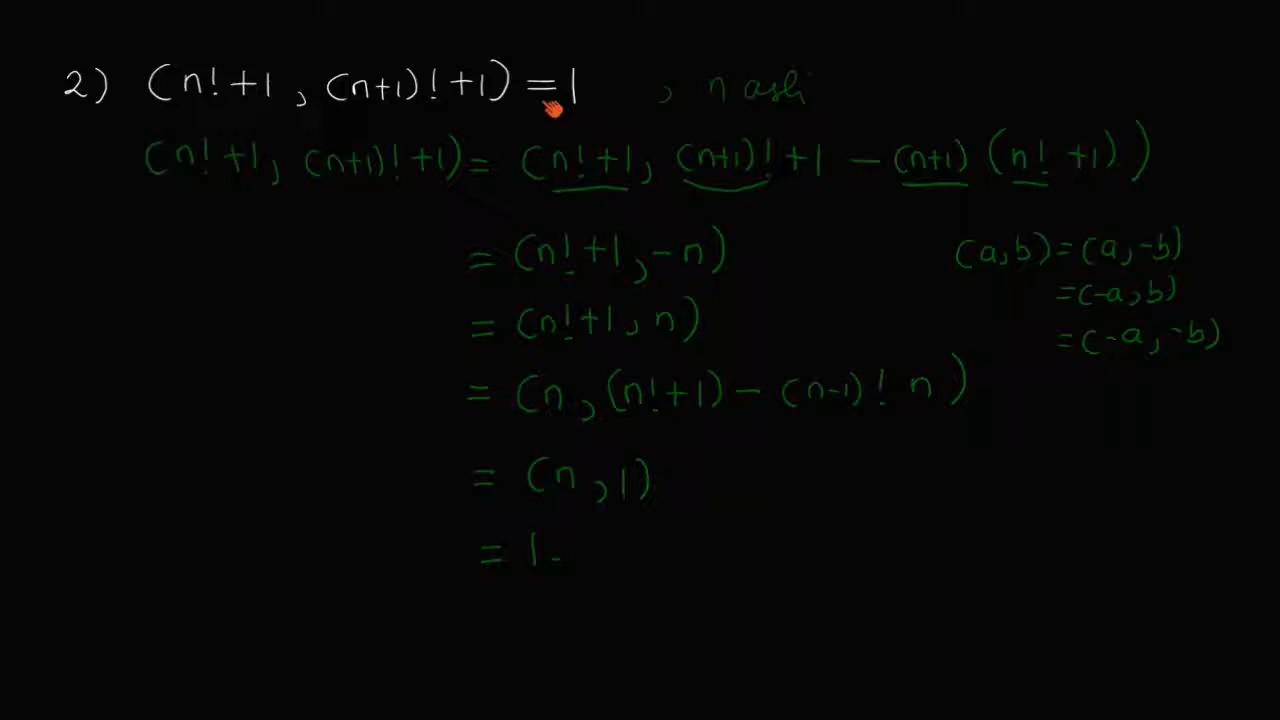 2) (n!+1, (n+1)!+1) = 1 , n asli
(n!+1, (n+1)!+1) = (n!+1, (n+1)!+1 - (n+1)(n!+1))
= (n!+1, -n)
= (n!+1, n)
= (n, (n!+1) - (n-1)! n)
= (n, 1)
= 1.
(a,b) = (a,-b)
= (-a, b)
= (-a, -b)